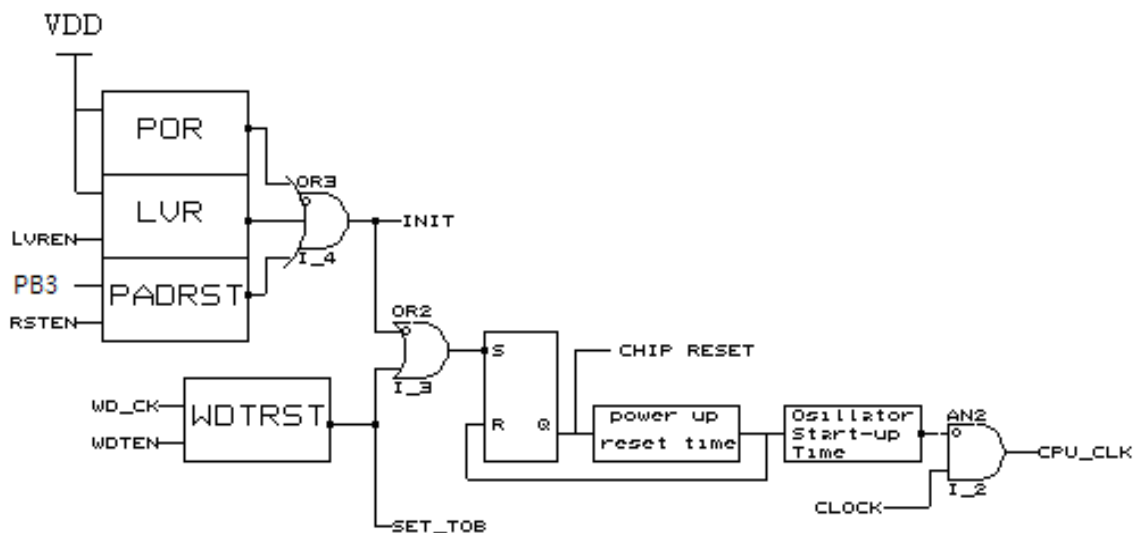 VDD
POR
LVR
LVREN
PB3
PADRST
RSTEN
OR3
I_4
INIT
OR2
I_3
WD_CK
WDTEN
WDTRST
SET_TOB
S
R
Q
CHIP RESET
power up
reset time
Osillator
Start-up
Time
AN2
I_2
CLOCK
CPU_CLK